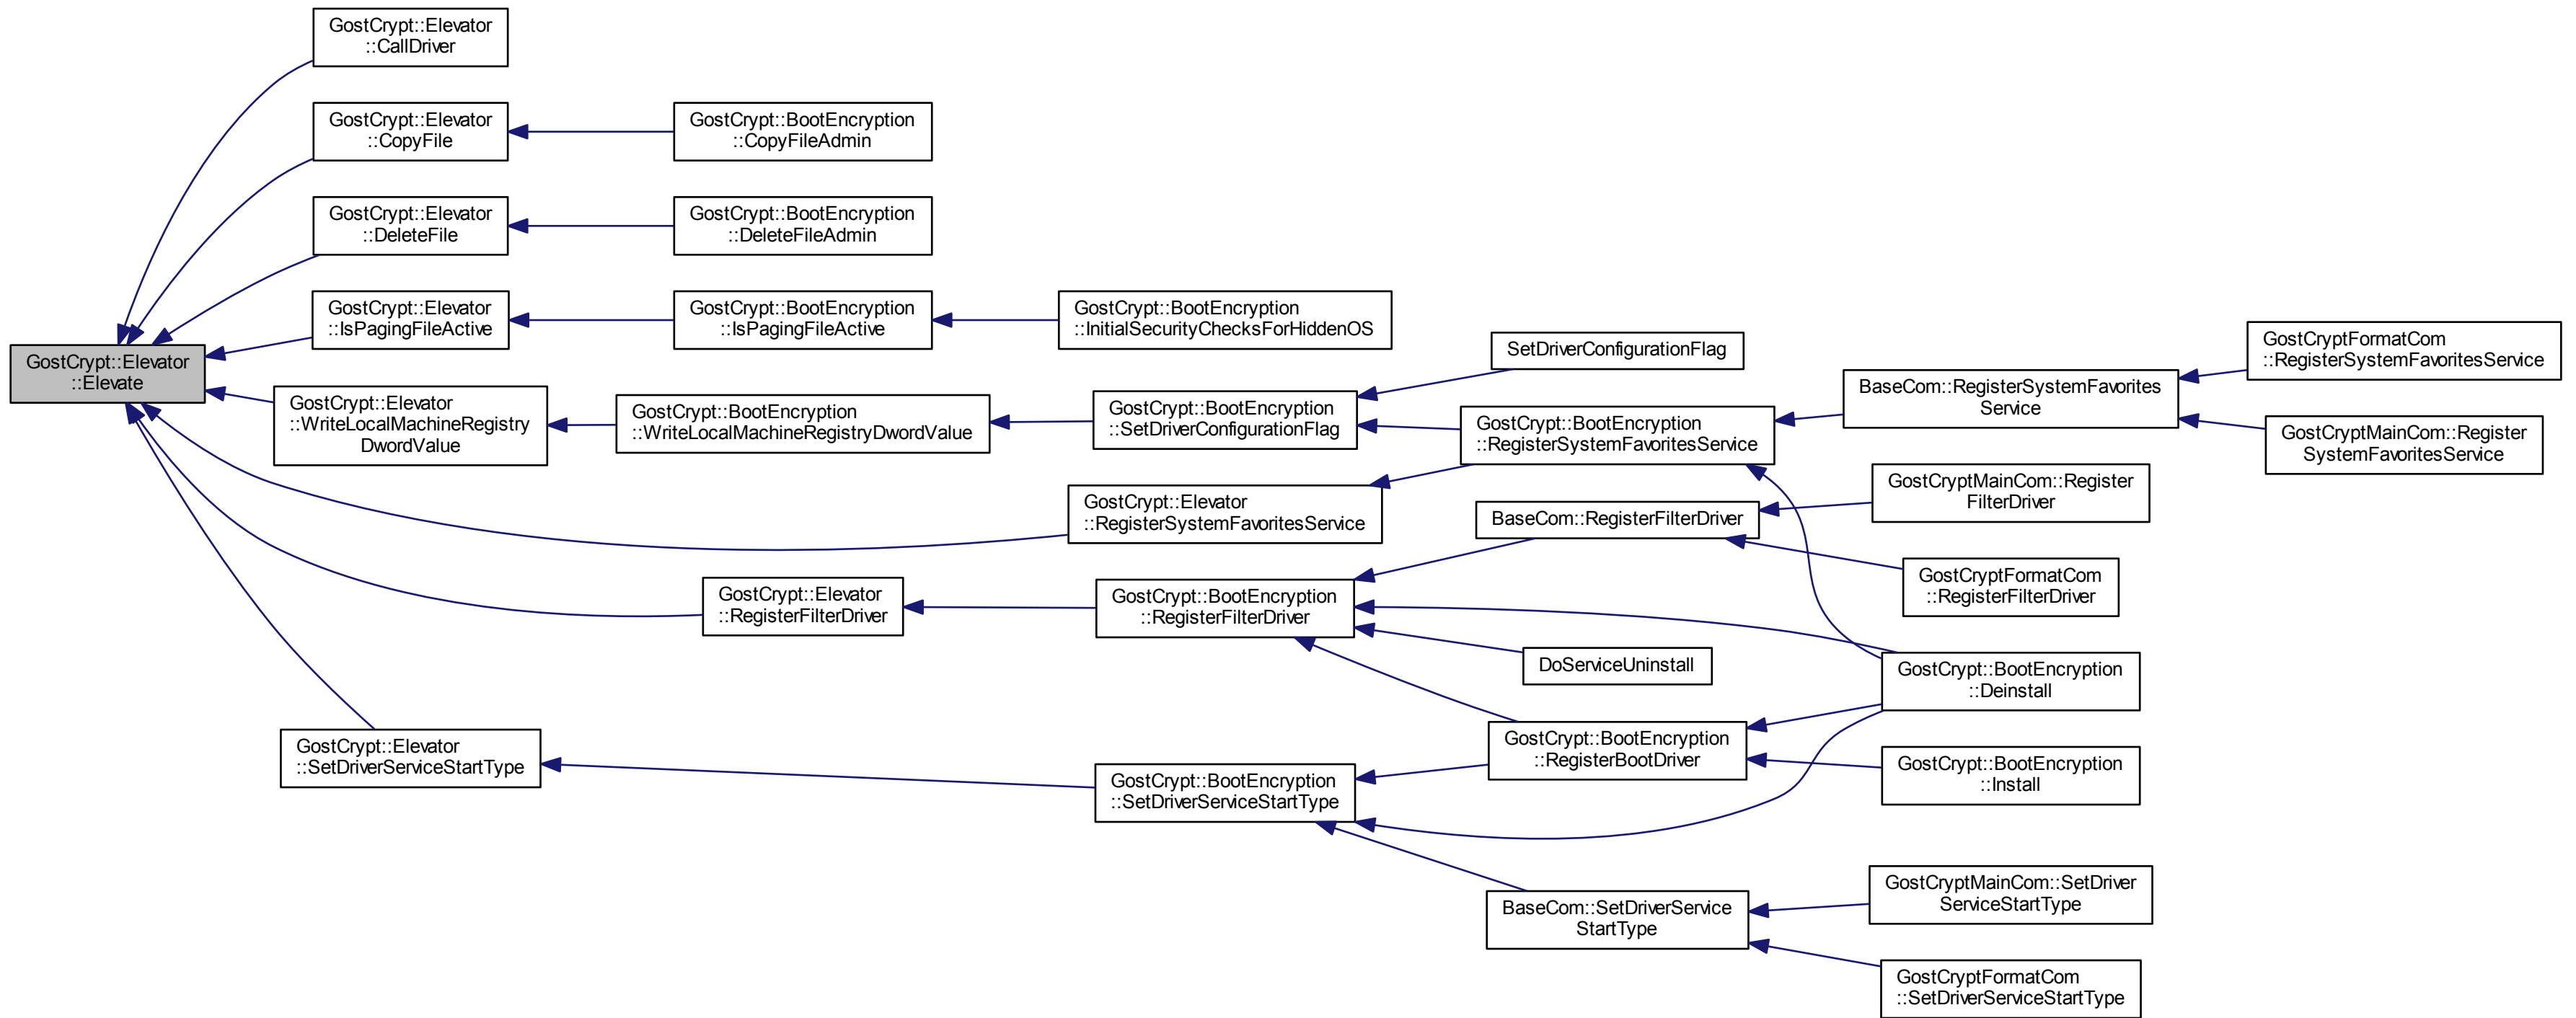 GostCrypt::Elevator
::Elevate
GostCrypt::Elevator
::CallDriver
GostCrypt::Elevator
::CopyFile
GostCrypt::BootEncryption
::CopyFileAdmin
GostCrypt::Elevator
::DeleteFile
GostCrypt::BootEncryption
::DeleteFileAdmin
GostCrypt::Elevator
::IsPagingFileActive
GostCrypt::BootEncryption
::IsPagingFileActive
GostCrypt::BootEncryption
::InitialSecurityChecksForHiddenOS
GostCrypt::Elevator
::WriteLocalMachineRegistry
DwordValue
GostCrypt::BootEncryption
::WriteLocalMachineRegistryDwordValue
GostCrypt::BootEncryption
::SetDriverConfigurationFlag
SetDriverConfigurationFlag
GostCrypt::BootEncryption
::RegisterSystemFavoritesService
BaseCom::RegisterSystemFavorites
Service
GostCryptFormatCom
::RegisterSystemFavoritesService
GostCryptMainCom::Register
SystemFavoritesService
GostCrypt::Elevator
::RegisterSystemFavoritesService
GostCrypt::Elevator
::RegisterFilterDriver
GostCrypt::BootEncryption
::RegisterFilterDriver
BaseCom::RegisterFilterDriver
GostCryptMainCom::Register
FilterDriver
GostCryptFormatCom
::RegisterFilterDriver
DoServiceUninstall
GostCrypt::BootEncryption
::Deinstall
GostCrypt::BootEncryption
::RegisterBootDriver
GostCrypt::BootEncryption
::Install
GostCrypt::Elevator
::SetDriverServiceStartType
GostCrypt::BootEncryption
::SetDriverServiceStartType
BaseCom::SetDriverService
StartType
GostCryptMainCom::SetDriver
ServiceStartType
GostCryptFormatCom
::SetDriverServiceStartType